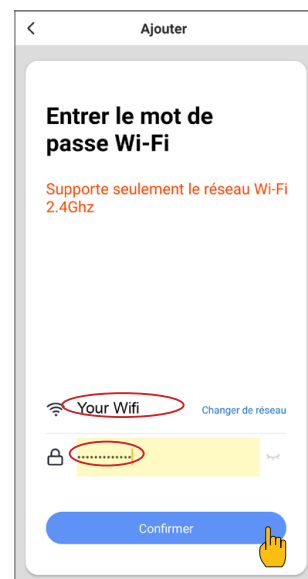 Ajouter
Entrer le mot de
passe Wi-Fi
Supporte seulement le réseau Wi-Fi
2.4Ghz
Your Wifi Changer de réseau
••••••••••••
Confirmer